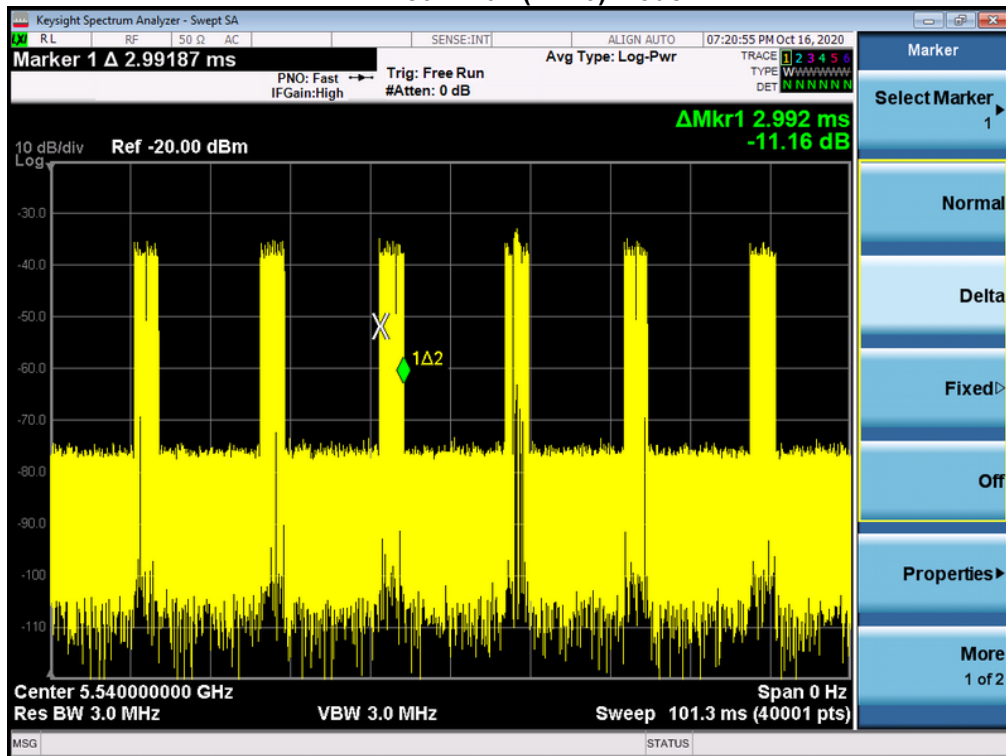 Keysight Spectrum Analyzer - Swept SA
LXI RL RF 50 Ω AC SENSE:INT ALIGN AUTO 07:20:55 PM Oct 16, 2020
Marker 1 Δ 2.99187 ms
PNO: Fast
IFGain:High
Trig: Free Run
#Atten: 0 dB
Avg Type: Log-Pwr
TRACE 1 2 3 4 5 6
TYPE WWWWWW
DET N N N N N N
ΔMkr1 2.992 ms
-11.16 dB
10 dB/div Ref -20.00 dBm
Log
-30.0
-40.0
-50.0
-60.0
-70.0
-80.0
-90.0
-100
-110
X
1Δ2
Center 5.540000000 GHz Span 0 Hz
Res BW 3.0 MHz VBW 3.0 MHz Sweep 101.3 ms (40001 pts)
MSG STATUS
Marker
Select Marker
1
Normal
Delta
Fixed
Off
Properties
More
1 of 2